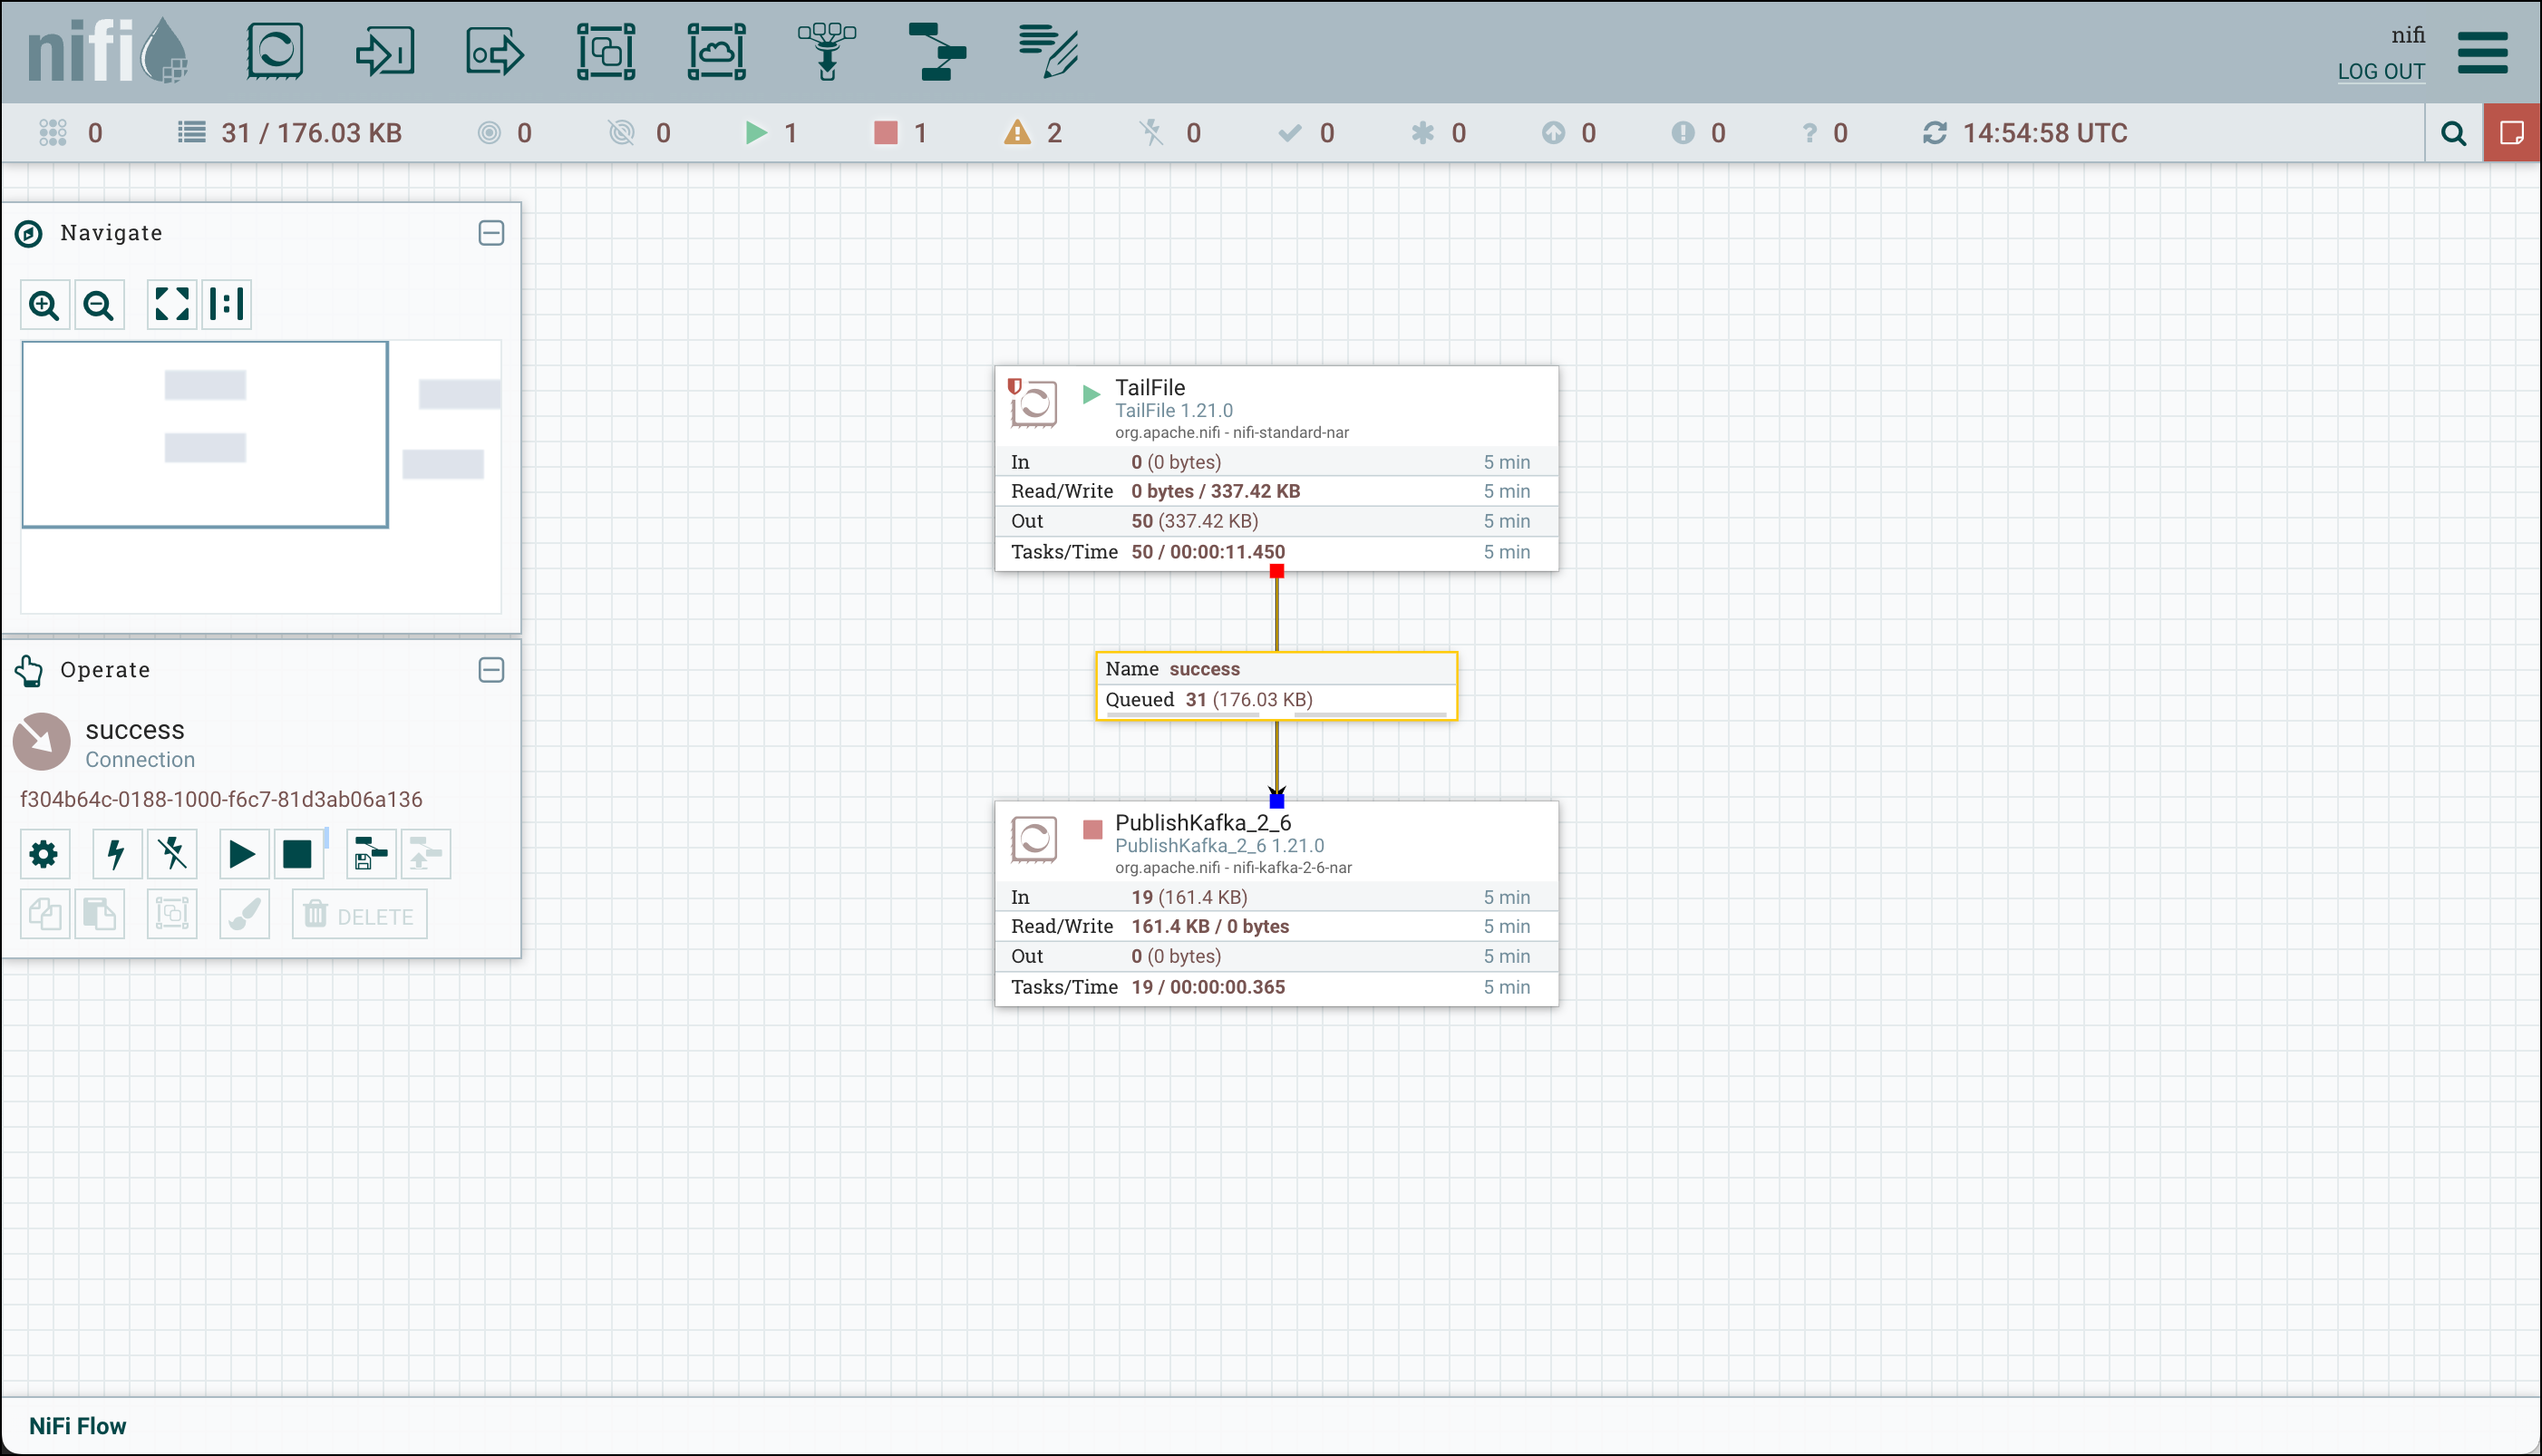 nifi
nifi
LOG OUT
0
31 / 176.03 KB
0
0
1
1
2
0
0
0
0
0
? 0
14:54:58 UTC
Navigate
Operate
success
Connection
f304b64c-0188-1000-f6c7-81d3ab06a136
DELETE
TailFile
TailFile 1.21.0
org.apache.nifi - nifi-standard-nar
In 0 (0 bytes) 5 min
Read/Write 0 bytes / 337.42 KB 5 min
Out 50 (337.42 KB) 5 min
Tasks/Time 50 / 00:00:11.450 5 min
Name success
Queued 31 (176.03 KB)
PublishKafka_2_6
PublishKafka_2_6 1.21.0
org.apache.nifi - nifi-kafka-2-6-nar
In 19 (161.4 KB) 5 min
Read/Write 161.4 KB / 0 bytes 5 min
Out 0 (0 bytes) 5 min
Tasks/Time 19 / 00:00:00.365 5 min
NiFi Flow